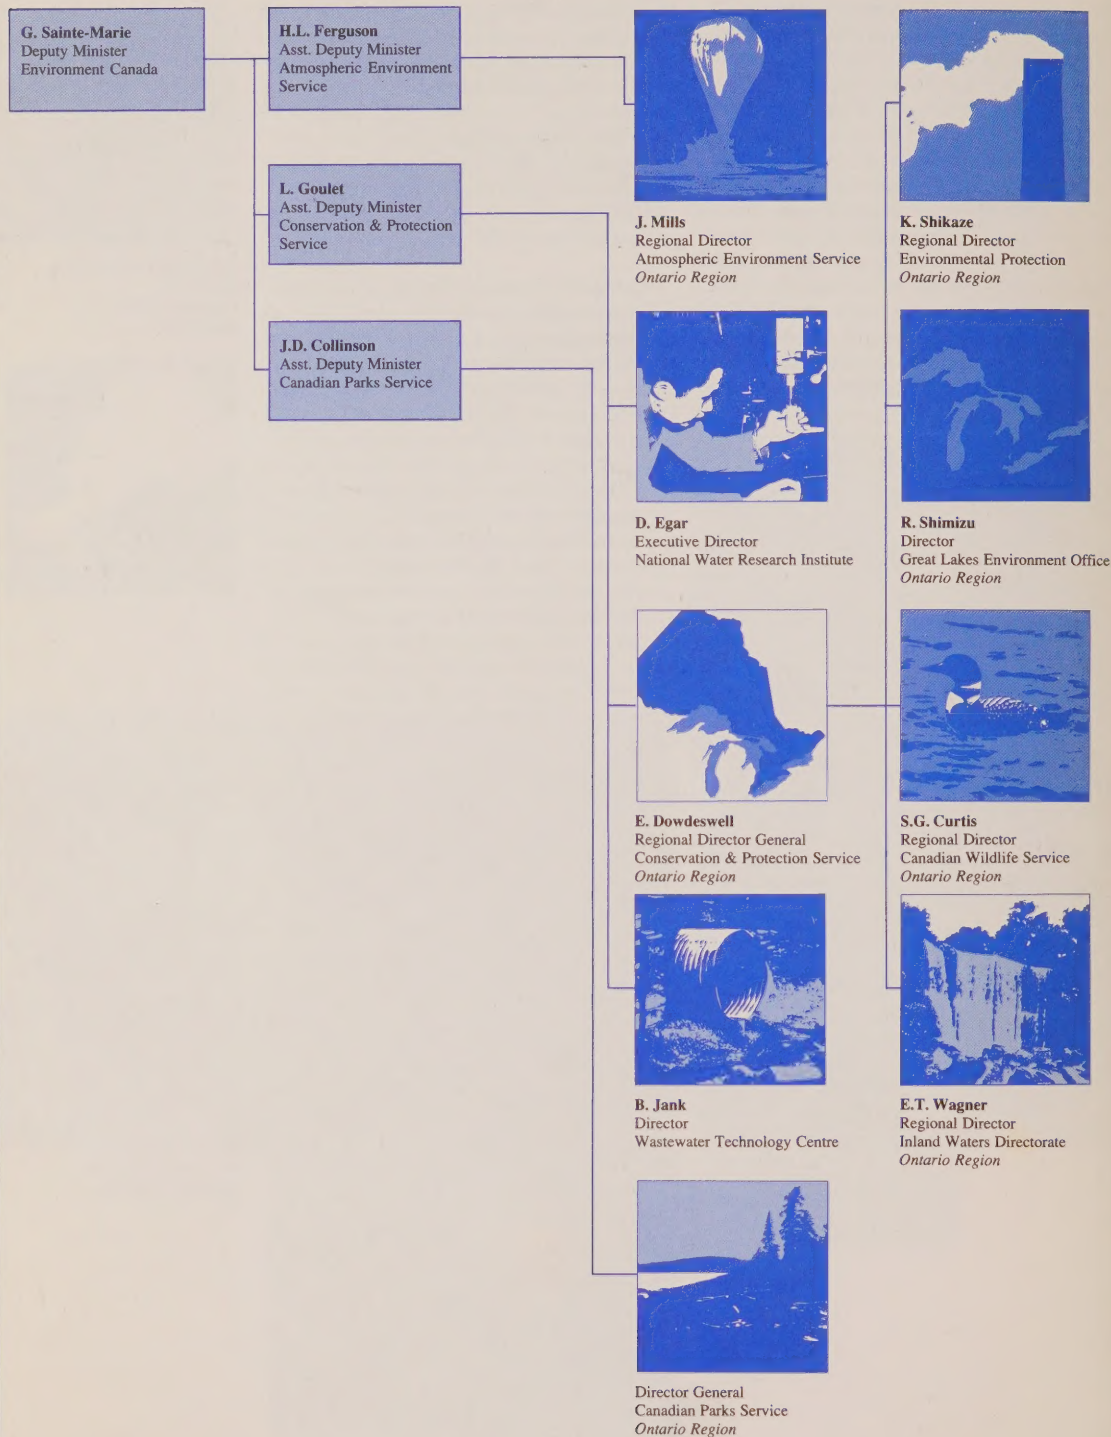 G. Sainte-Marie
Deputy Minister
Environment Canada
H.L. Ferguson
Asst. Deputy Minister
Atmospheric Environment
Service
L. Goulet
Asst. Deputy Minister
Conservation & Protection
Service
J.D. Collinson
Asst. Deputy Minister
Canadian Parks Service
J. Mills
Regional Director
Atmospheric Environment Service
Ontario Region
K. Shikaze
Regional Director
Environmental Protection
Ontario Region
D. Egar
Executive Director
National Water Research Institute
R. Shimizu
Director
Great Lakes Environment Office
Ontario Region
E. Dowdeswell
Regional Director General
Conservation & Protection Service
Ontario Region
S.G. Curtis
Regional Director
Canadian Wildlife Service
Ontario Region
B. Jank
Director
Wastewater Technology Centre
E.T. Wagner
Regional Director
Inland Waters Directorate
Ontario Region
Director General
Canadian Parks Service
Ontario Region